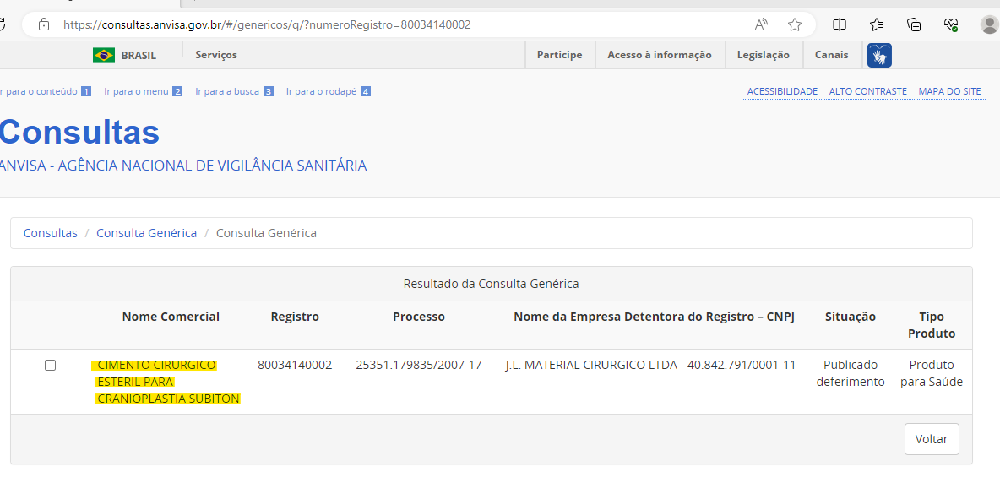 https://consultas.anvisa.gov.br/#/genericos/q/?numeroRegistro=80034140002
BRASIL Serviços Participe Acesso à informação Legislação Canais
r para o conteúdo 1 Ir para o menu 2 Ir para a busca 3 Ir para o rodapé 4 ACESSIBILIDADE ALTO CONTRASTE MAPA DO SITE
Consultas
ANVISA - AGÊNCIA NACIONAL DE VIGILÂNCIA SANITÁRIA
Consultas / Consulta Genérica / Consulta Genérica
Resultado da Consulta Genérica
Nome Comercial Registro Processo Nome da Empresa Detentora do Registro – CNPJ Situação Tipo
Produto
CIMENTO CIRURGICO 80034140002 25351.179835/2007-17 J.L. MATERIAL CIRURGICO LTDA - 40.842.791/0001-11 Publicado Produto
ESTERIL PARA deferimento para Saúde
CRANIOPLASTIA SUBITON
Voltar